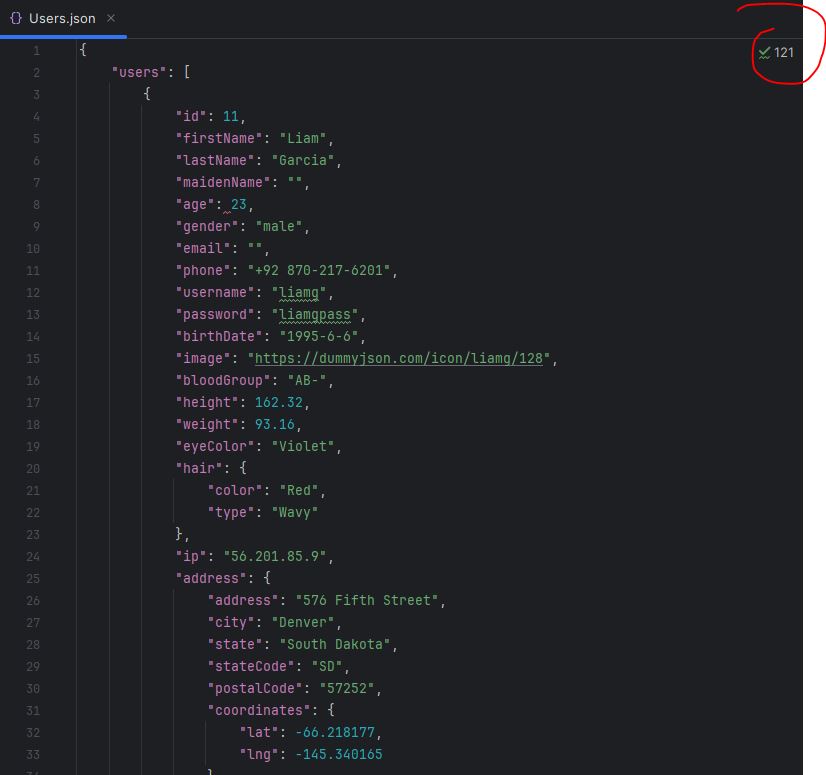 {} Users.json ×
121
1 {
2 "users": [
3 {
4 "id": 11,
5 "firstName": "Liam",
6 "lastName": "Garcia",
7 "maidenName": "",
8 "age": 23,
9 "gender": "male",
10 "email": "",
11 "phone": "+92 870-217-6201",
12 "username": "liamg",
13 "password": "liamgpass",
14 "birthDate": "1995-6-6",
15 "image": "https://dummyjson.com/icon/liamg/128",
16 "bloodGroup": "AB-",
17 "height": 162.32,
18 "weight": 93.16,
19 "eyeColor": "Violet",
20 "hair": {
21 "color": "Red",
22 "type": "Wavy"
23 },
24 "ip": "56.201.85.9",
25 "address": {
26 "address": "576 Fifth Street",
27 "city": "Denver",
28 "state": "South Dakota",
29 "stateCode": "SD",
30 "postalCode": "57252",
31 "coordinates": {
32 "lat": -66.218177,
33 "lng": -145.340165